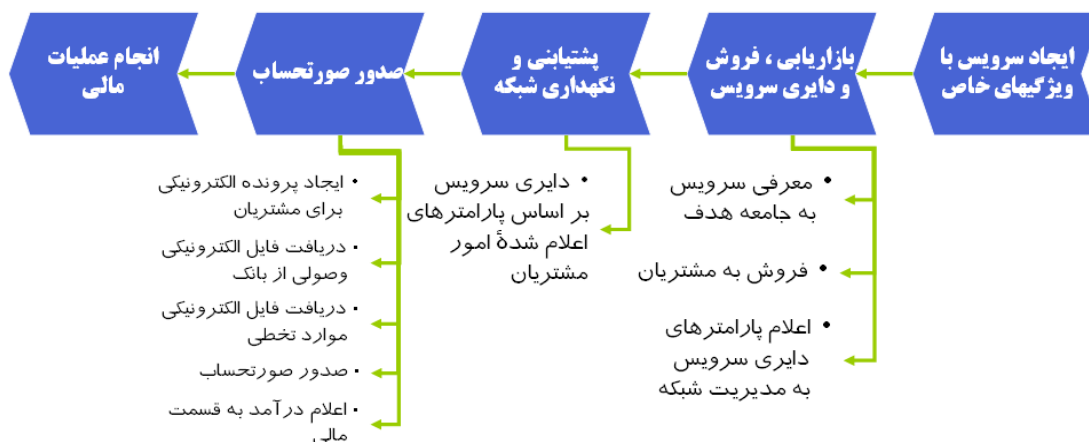 ایجاد سرویس با
ویژگیهای خاص
بازاریابی ، فروش
و دایری سرویس
پشتیابنی و
نگهداری شبکه
صدور صورتحساب
انجام عملیات
مالی
• معرفی سرویس
به جامعه هدف
• فروش به مشتریان
• اعلام پارامترهای
دایری سرویس
به مدیریت شبکه
• دایری سرویس
بر اساس پارامترهای
اعلام شدۀ امور
مشتریان
• ایجاد پرونده الکترونیکی
برای مشتریان
• دریافت فایل الکترونیکی
وصولی از بانک
• دریافت فایل الکترونیکی
موارد تخطی
• صدور صورتحساب
• اعلام درآمد به قسمت
مالی